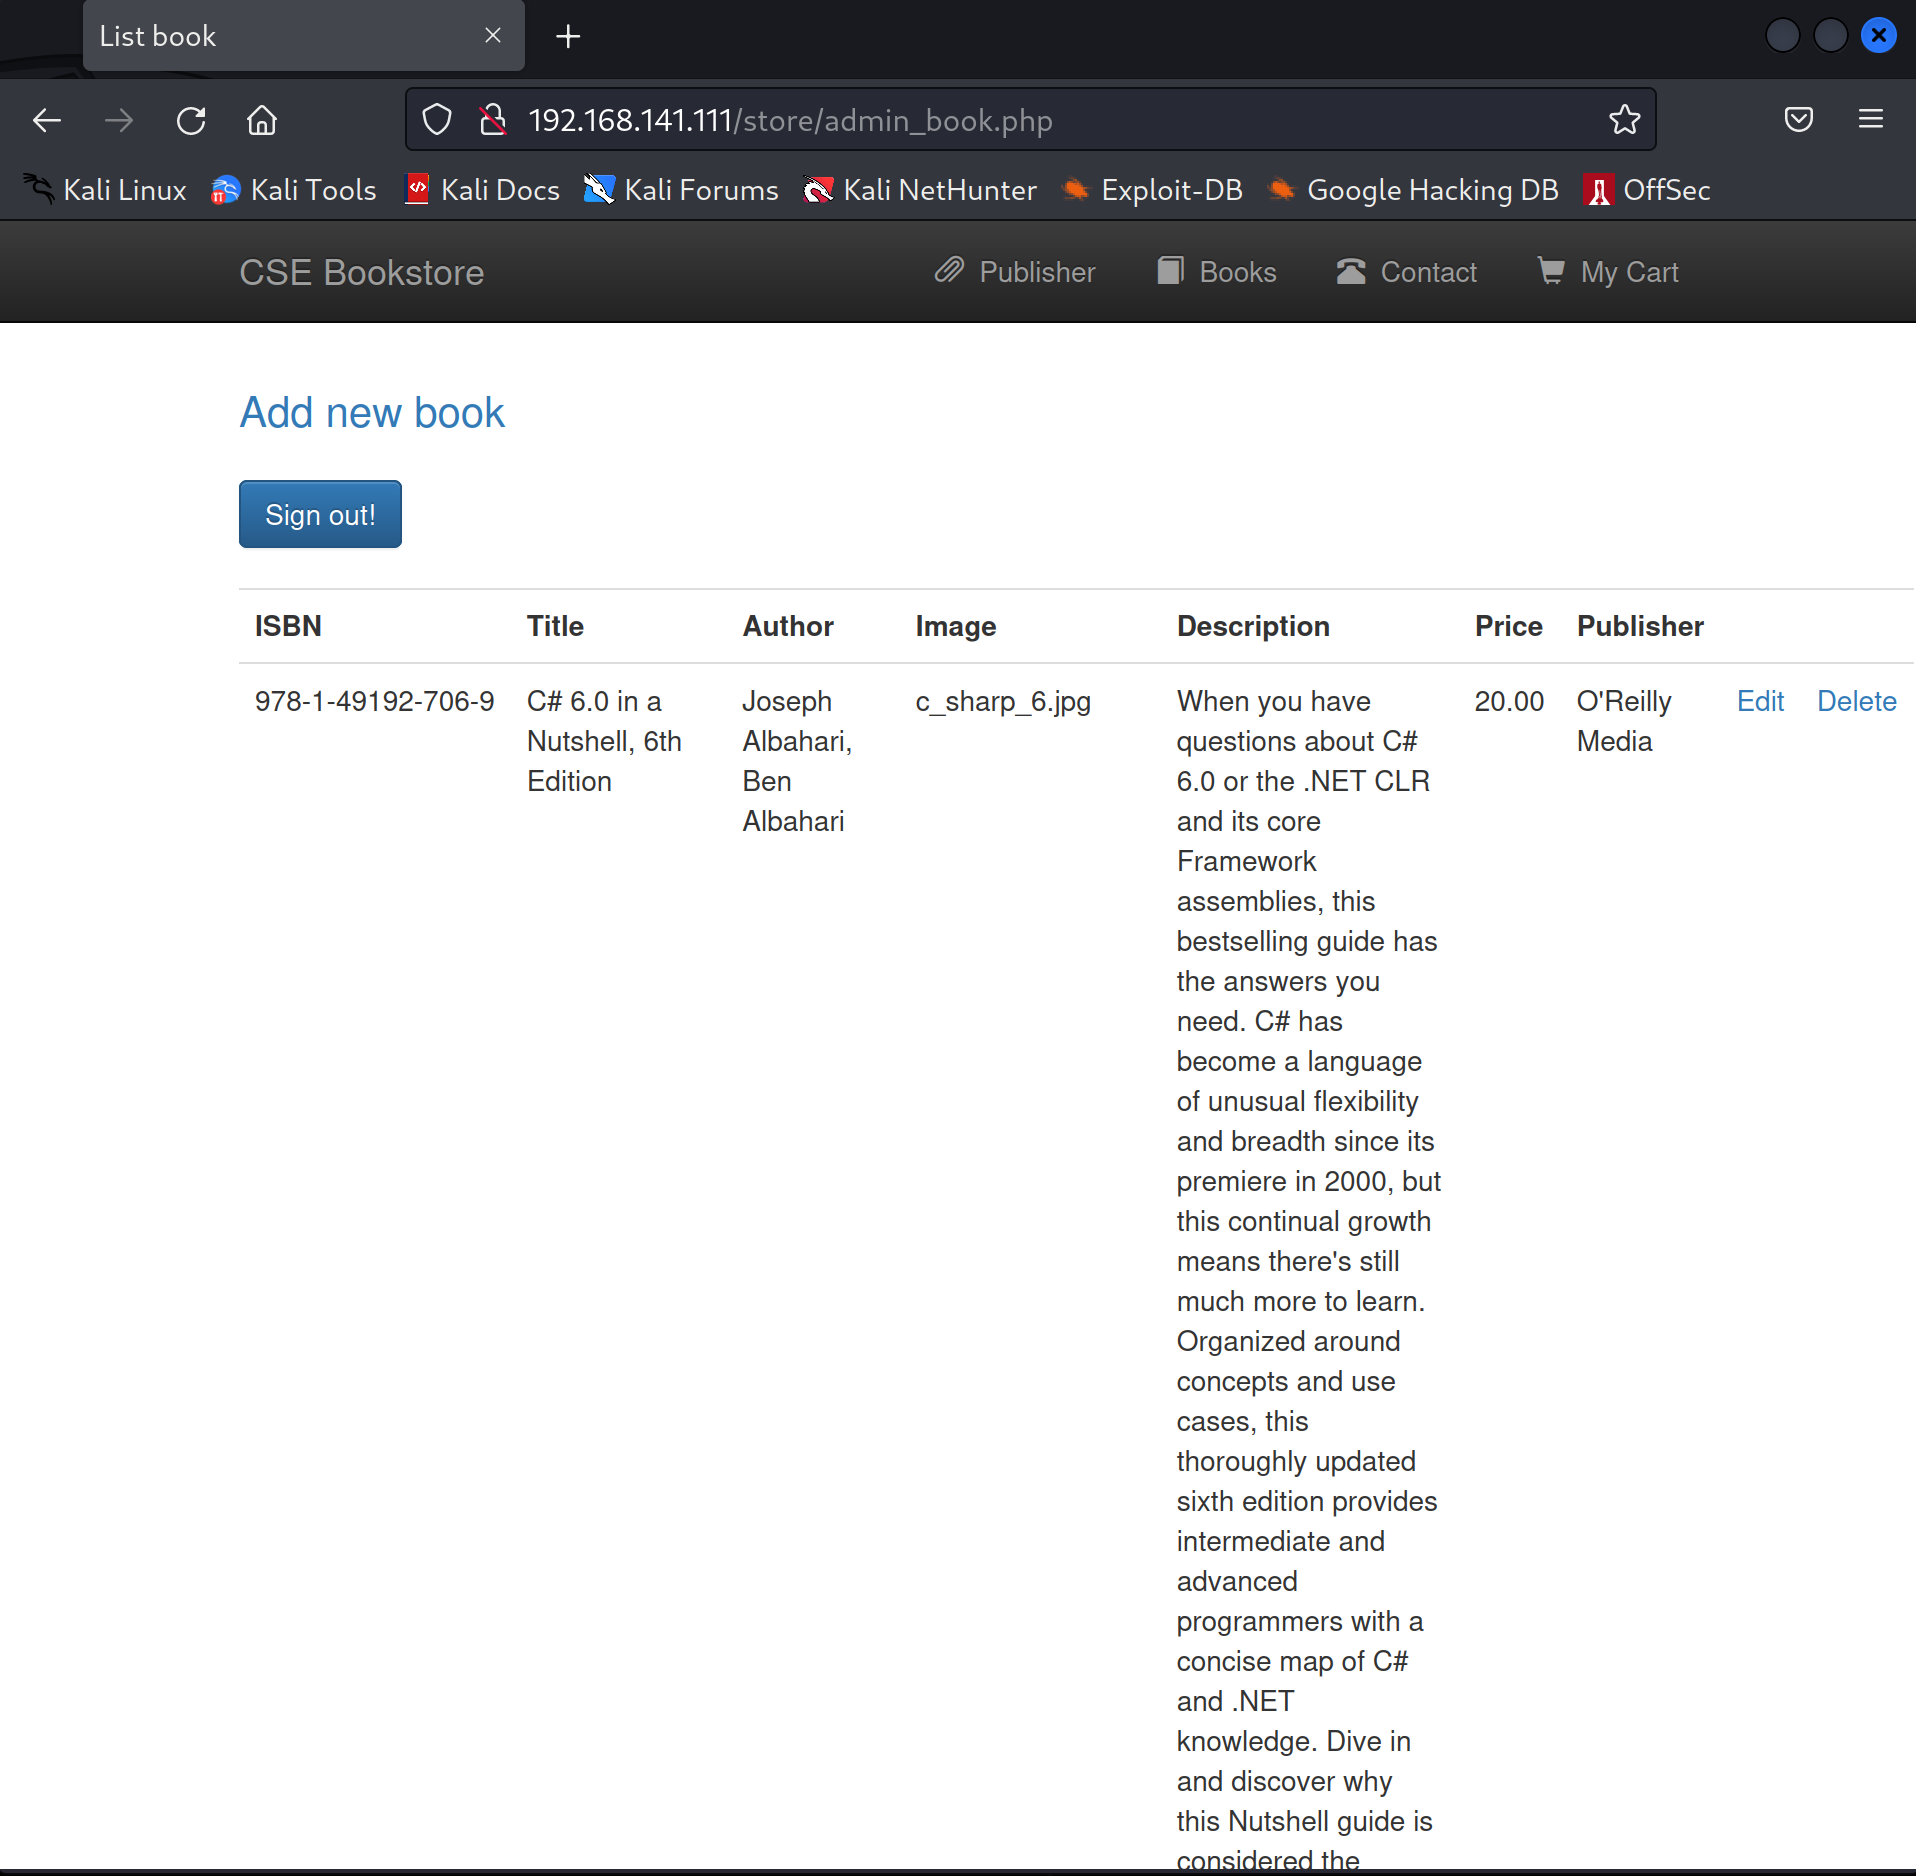 List book
192.168.141.111/store/admin_book.php
Kali Linux Kali Tools Kali Docs Kali Forums Kali NetHunter Exploit-DB Google Hacking DB OffSec
CSE Bookstore Publisher Books Contact My Cart
Add new book
Sign out!
ISBN Title Author Image Description Price Publisher
978-1-49192-706-9 C# 6.0 in a Joseph c_sharp_6.jpg When you have 20.00 O'Reilly Edit Delete
Nutshell, 6th Albahari, questions about C# Media
Edition Ben 6.0 or the .NET CLR
Albahari and its core
Framework
assemblies, this
bestselling guide has
the answers you
need. C# has
become a language
of unusual flexibility
and breadth since its
premiere in 2000, but
this continual growth
means there's still
much more to learn.
Organized around
concepts and use
cases, this
thoroughly updated
sixth edition provides
intermediate and
advanced
programmers with a
concise map of C#
and .NET
knowledge. Dive in
and discover why
this Nutshell guide is
considered the